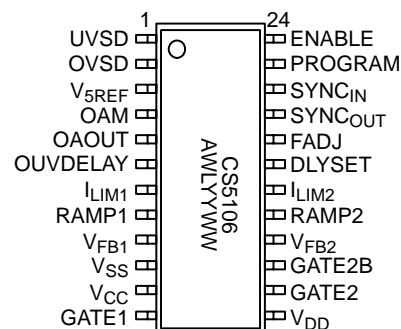 1 24
UVSD ENABLE
OVSD PROGRAM
V5REF SYNCIN
OAM SYNCOUT
OAOUT FADJ
OUVDELAY DLYSET
ILIM1 ILIM2
RAMP1 RAMP2
VFB1 VFB2
VSS GATE2B
VCC GATE2
GATE1 VDD
CS5106
AWLYYWW